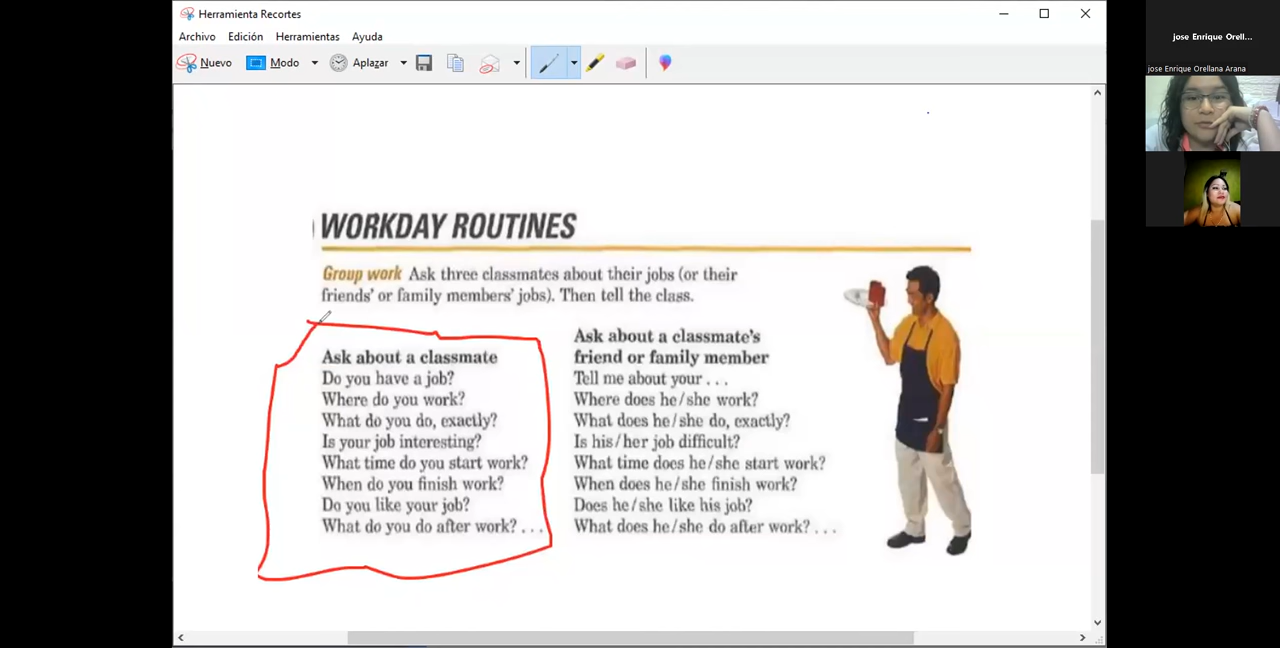 Herramienta Recortes
Archivo Edición Herramientas Ayuda
Nuevo Modo Aplazar
WORKDAY ROUTINES
Group work Ask three classmates about their jobs (or their
friends' or family members' jobs). Then tell the class.
Ask about a classmate
Do you have a job?
Where do you work?
What do you do, exactly?
Is your job interesting?
What time do you start work?
When do you finish work?
Do you like your job?
What do you do after work? . . .
Ask about a classmate's
friend or family member
Tell me about your . . .
Where does he/she work?
What does he/she do, exactly?
Is his/her job difficult?
What time does he/she start work?
When does he/she finish work?
Does he/she like his job?
What does he/she do after work? . . .
jose Enrique Orell...
jose Enrique Orellana Arana